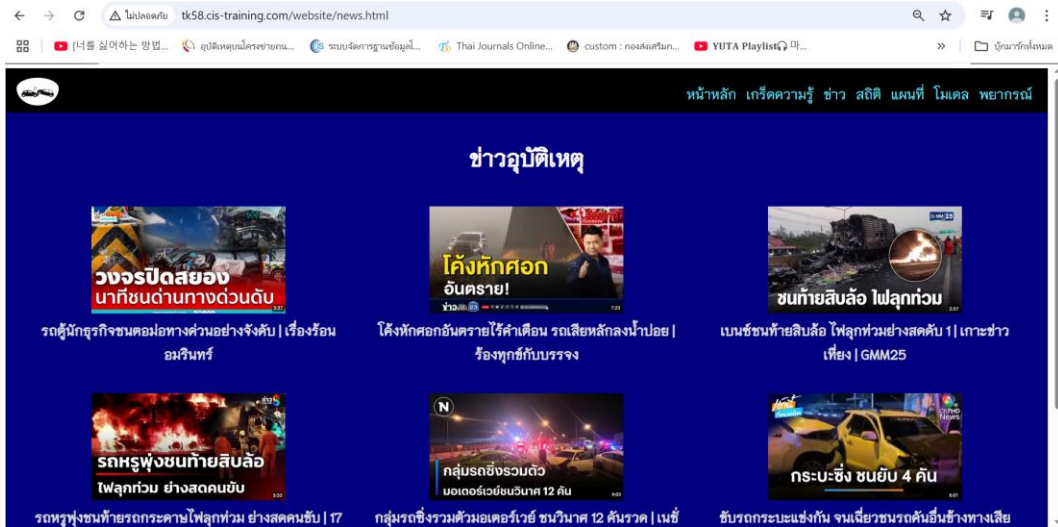 ไม่ปลอดภัย tk58.cis-training.com/website/news.html
[너를 싫어하는 방법... อุบัติเหตุบนโครงข่ายถน... ระบบจัดการฐานข้อมูลใ... Thai Journals Online... custom : กองส่งเสริมก... YUTA Playlist🎧 마... » บุ๊กมาร์กทั้งหมด
หน้าหลัก เกร็ดความรู้ ข่าว สถิติ แผนที่ โมเดล พยากรณ์
ข่าวอุบัติเหตุ
วงจรปิดสยอง
นาทีชนด่านทางด่วนดับ
3:37
รถตู้นักธุรกิจชนตอม่อทางด่วนอย่างจังดับ | เรื่องร้อน
อมรินทร์
โค้งหักศอก
อันตราย!
ข่าว
7:23
โค้งหักศอกอันตรายไร้คำเตือน รถเสียหลักลงน้ำบ่อย |
ร้องทุกข์กับบรรจง
GMM 25
ชนท้ายสิบล้อ ไฟลุกท่วม
2:57
เบนซ์ชนท้ายสิบล้อ ไฟลุกท่วมย่างสดดับ 1 | เกาะข่าว
เที่ยง | GMM25
ข่าว
รถหรูพุ่งชนท้ายสิบล้อ
ไฟลุกท่วม ย่างสดคนขับ
3:33
รถหรูพุ่งชนท้ายรถกระดาษไฟลุกท่วม ย่างสดคนขับ | 17
N
กลุ่มรถซิ่งรวมตัว
มอเตอร์เวย์ชนวินาศ 12 คัน
4:03
กลุ่มรถซิ่งรวมตัวมอเตอร์เวย์ ชนวินาศ 12 คันรวด | เนชั่
CH7HD
News
กระบะซิ่ง ชนยับ 4 คัน
6:01
ขับรถกระบะแข่งกัน จนเฉี่ยวชนรถคันอื่นข้างทางเสีย